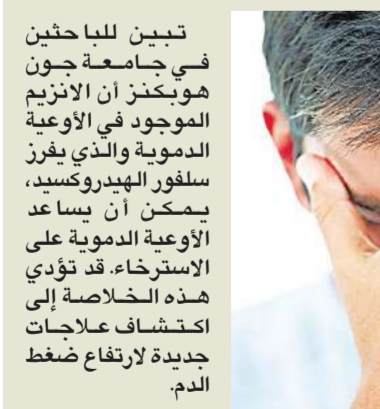 تبين للباحثين
في جامعة جون
هوبكنز أن الانزيم
الموجود في الأوعية
الدموية والذي يفرز
سلفور الهيدروكسيد،
يمكن أن يساعد
الأوعية الدموية على
الاسترخاء. قد تؤدي
هذه الخلاصة إلى
اكتشاف علاجات
جديدة لارتفاع ضغط
الدم.